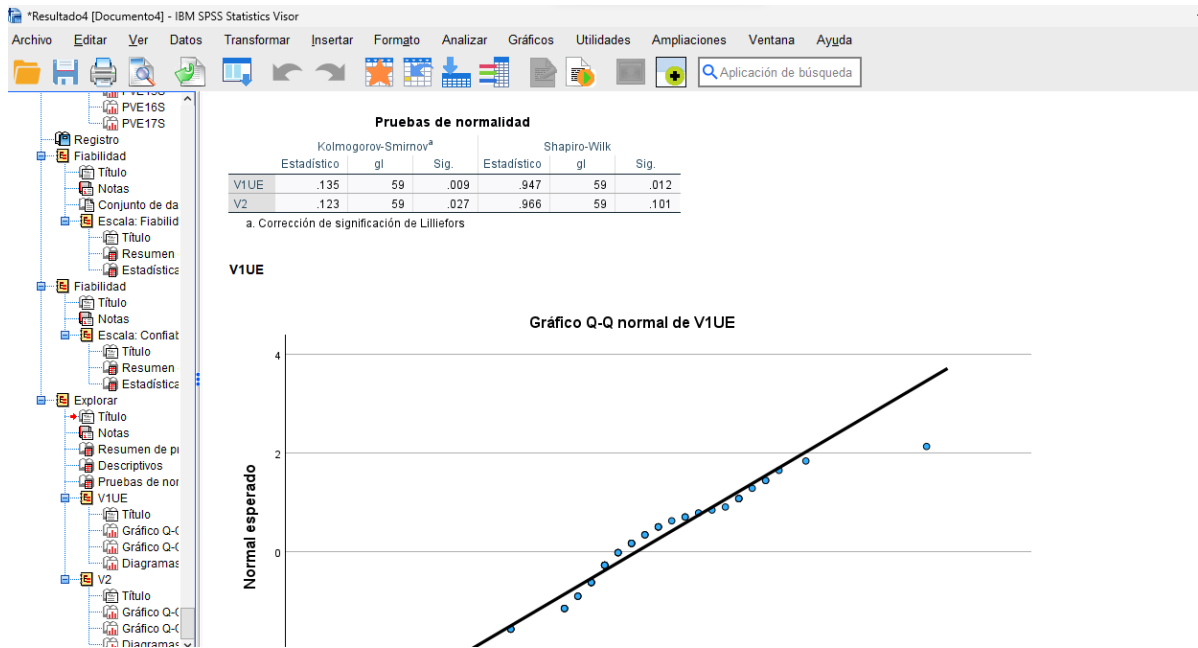 *Resultado4 [Documento4] - IBM SPSS Statistics Visor
Archivo Editar Ver Datos Transformar Insertar Formato Analizar Gráficos Utilidades Ampliaciones Ventana Ayuda
Aplicación de búsqueda
PVE16S
PVE17S
Registro
Fiabilidad
Título
Notas
Conjunto de da
Escala: Fiabilid
Título
Resumen
Estadística
Fiabilidad
Título
Notas
Escala: Confiab
Título
Resumen
Estadística
Explorar
Título
Notas
Resumen de pr
Descriptivos
Pruebas de nor
V1UE
Título
Gráfico Q-Q
Gráfico Q-Q
Diagramas
V2
Título
Gráfico Q-Q
Gráfico Q-Q
Diagramas
Pruebas de normalidad
Kolmogorov-Smirnovª Shapiro-Wilk
Estadístico gl Sig. Estadístico gl Sig.
V1UE .135 59 .009 .947 59 .012
V2 .123 59 .027 .966 59 .101
a. Corrección de significación de Lilliefors
V1UE
Gráfico Q-Q normal de V1UE
Normal esperado
4
2
0